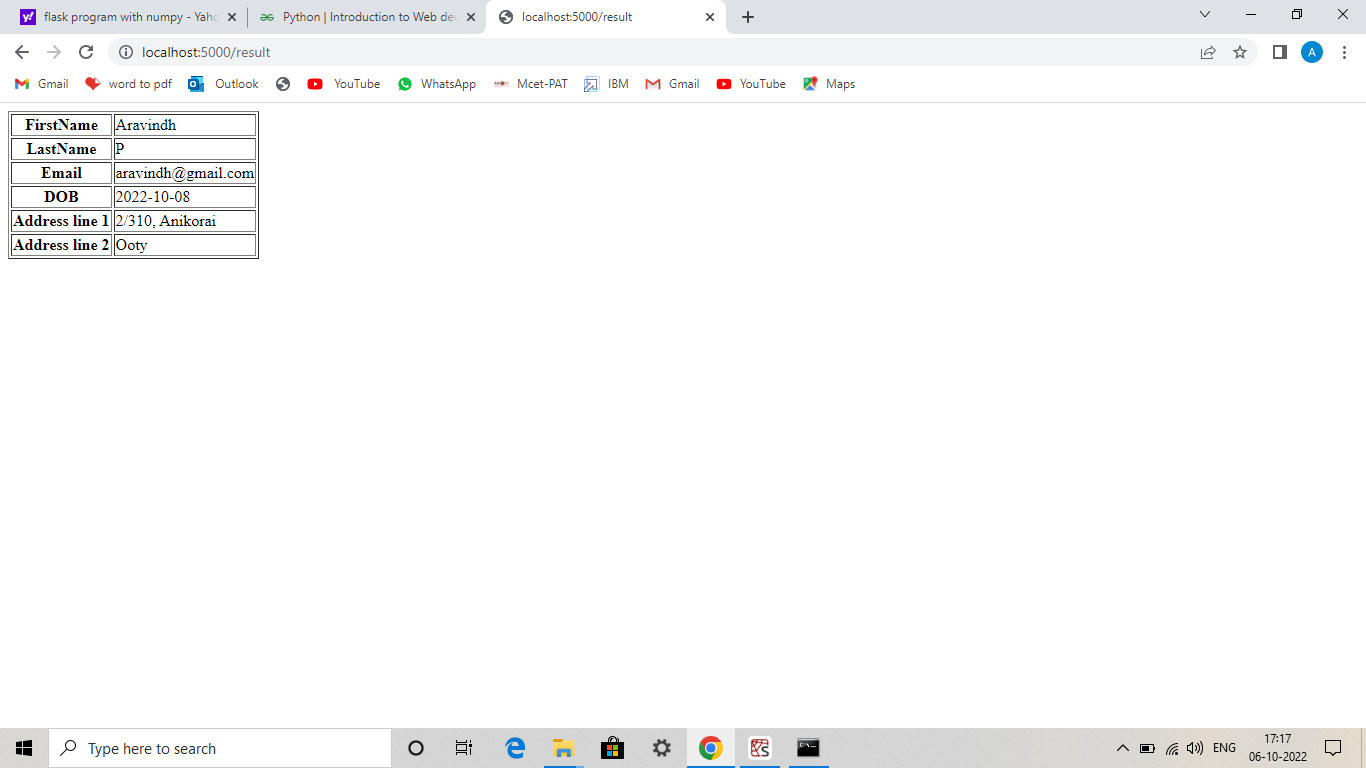 flask program with numpy - Yaho
Python | Introduction to Web dev
localhost:5000/result
localhost:5000/result
A
Gmail word to pdf Outlook YouTube WhatsApp Mcet-PAT IBM Gmail YouTube Maps
FirstName Aravindh
LastName P
Email aravindh@gmail.com
DOB 2022-10-08
Address line 1 2/310, Anikorai
Address line 2 Ooty
Type here to search
ENG
17:17
06-10-2022